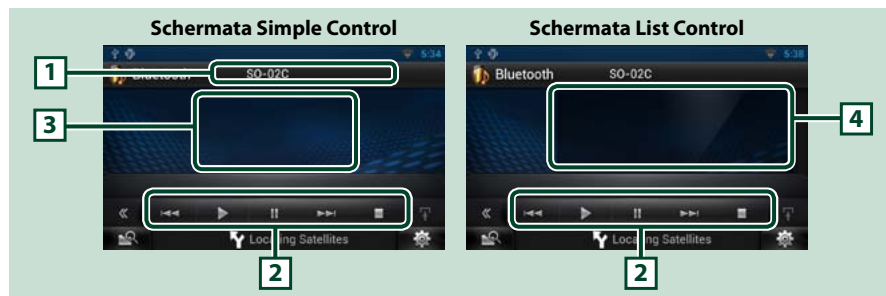 Schermata Simple Control
Schermata List Control
5:34
5:38
1
Bluetooth
SO-02C
Bluetooth
SO-02C
3
4
Locating Satellites
Locating Satellites
2
2